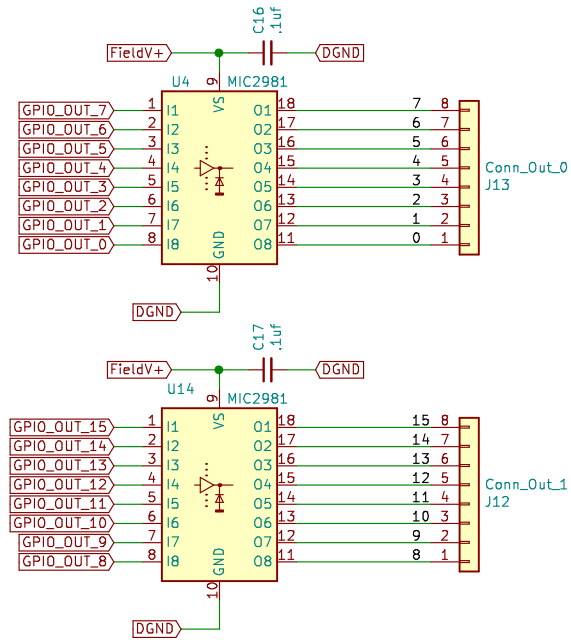 C16
.1uf
FieldV+ DGND
U4 MIC2981
9
VS
GPIO_OUT_7 1 I1 O1 18 7 8
GPIO_OUT_6 2 I2 O2 17 6 7
GPIO_OUT_5 3 I3 O3 16 5 6
GPIO_OUT_4 4 I4 O4 15 4 5 Conn_Out_0
GPIO_OUT_3 5 I5 O5 14 3 4 J13
GPIO_OUT_2 6 I6 O6 13 2 3
GPIO_OUT_1 7 I7 O7 12 1 2
GPIO_OUT_0 8 I8 O8 11 0 1
GND
10
DGND
C17
.1uf
FieldV+ DGND
U14 MIC2981
9
VS
GPIO_OUT_15 1 I1 O1 18 15 8
GPIO_OUT_14 2 I2 O2 17 14 7
GPIO_OUT_13 3 I3 O3 16 13 6
GPIO_OUT_12 4 I4 O4 15 12 5 Conn_Out_1
GPIO_OUT_11 5 I5 O5 14 11 4 J12
GPIO_OUT_10 6 I6 O6 13 10 3
GPIO_OUT_9 7 I7 O7 12 9 2
GPIO_OUT_8 8 I8 O8 11 8 1
GND
10
DGND